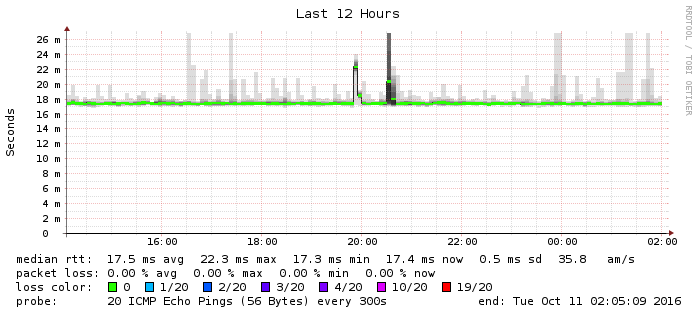 Last 12 Hours
RRDTOOL / TOBI OETIKER
Seconds
26 m
24 m
22 m
20 m
18 m
16 m
14 m
12 m
10 m
8 m
6 m
4 m
2 m
0
16:00 18:00 20:00 22:00 00:00 02:00
median rtt: 17.5 ms avg 22.3 ms max 17.3 ms min 17.4 ms now 0.5 ms sd 35.8 am/s
packet loss: 0.00 % avg 0.00 % max 0.00 % min 0.00 % now
loss color: 0 1/20 2/20 3/20 4/20 10/20 19/20
probe: 20 ICMP Echo Pings (56 Bytes) every 300s end: Tue Oct 11 02:05:09 2016